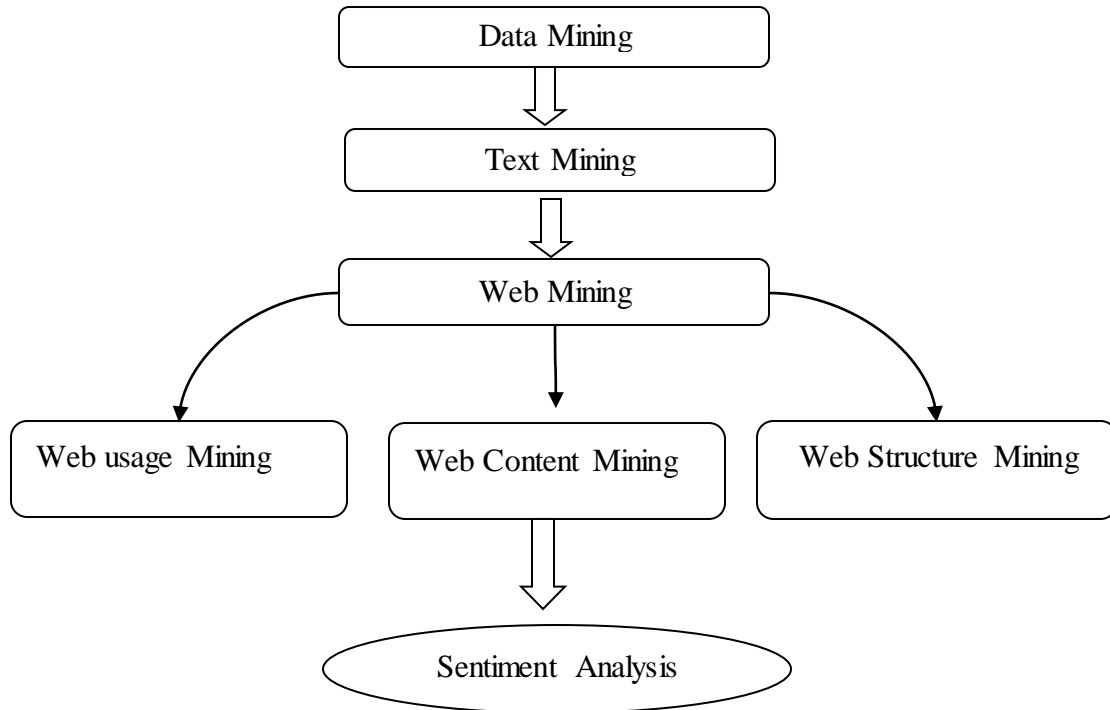 Data Mining
Text Mining
Web Mining
Web usage Mining
Web Content Mining
Web Structure Mining
Sentiment Analysis